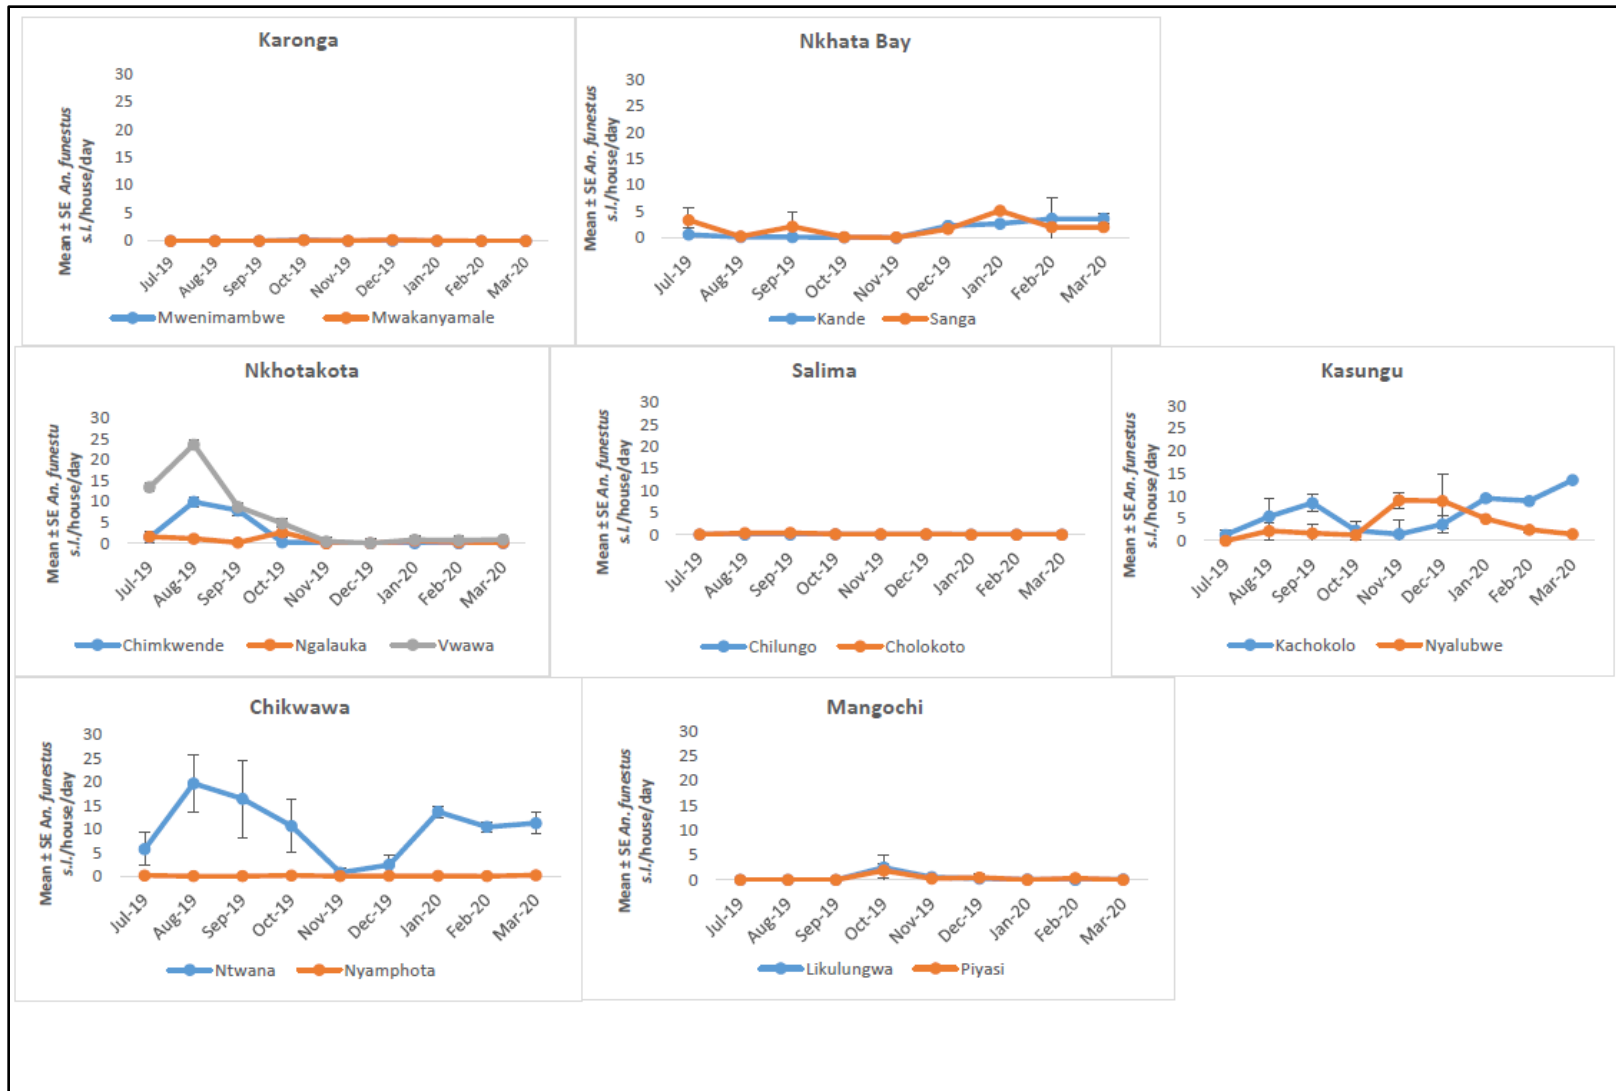 Karonga
Mean ± SE An. funestus
s.l./house/day
30
25
20
15
10
5
0
Jul-19
Aug-19
Sep-19
Oct-19
Nov-19
Dec-19
Jan-20
Feb-20
Mar-20
Mwenimambwe
Mwakanyamale
Nkhata Bay
Mean ± SE An. funestus
s.l./house/day
30
25
20
15
10
5
0
Jul-19
Aug-19
Sep-19
Oct-19
Nov-19
Dec-19
Jan-20
Feb-20
Mar-20
Kande
Sanga
Nkhotakota
Mean ± SE An. funestu
s.l./house/day
30
25
20
15
10
5
0
Jul-19
Aug-19
Sep-19
Oct-19
Nov-19
Dec-19
Jan-20
Feb-20
Mar-20
Chimkwende
Ngalauka
Vwawa
Salima
Mean ± SE An. funestus
s.l./house/day
30
25
20
15
10
5
0
Jul-19
Aug-19
Sep-19
Oct-19
Nov-19
Dec-19
Jan-20
Feb-20
Mar-20
Chilungo
Cholokoto
Kasungu
Mean ± SE An. funestus
s.l./house/day
30
25
20
15
10
5
0
Jul-19
Aug-19
Sep-19
Oct-19
Nov-19
Dec-19
Jan-20
Feb-20
Mar-20
Kachokolo
Nyalubwe
Chikwawa
Mean ± SE An. funestus
s.l./house/day
30
25
20
15
10
5
0
Jul-19
Aug-19
Sep-19
Oct-19
Nov-19
Dec-19
Jan-20
Feb-20
Mar-20
Ntwana
Nyamphota
Mangochi
Mean ± SE An. funestus
s.l./house/day
30
25
20
15
10
5
0
Jul-19
Aug-19
Sep-19
Oct-19
Nov-19
Dec-19
Jan-20
Feb-20
Mar-20
Likulungwa
Piyasi